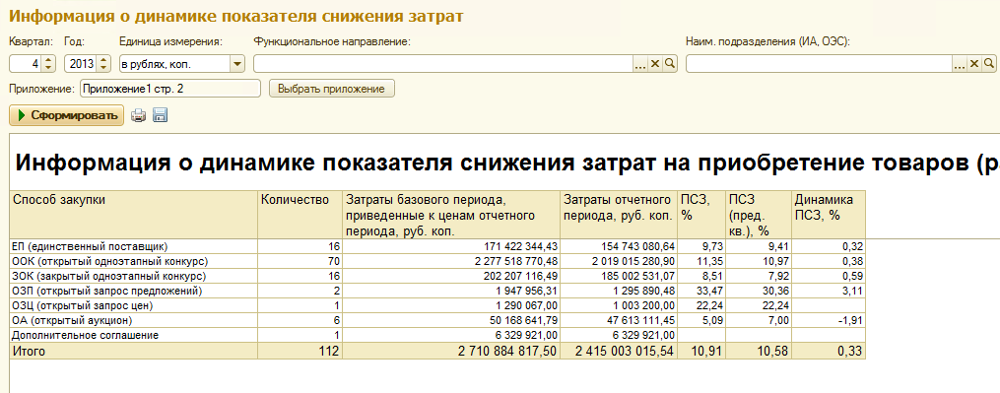 Информация о динамике показателя снижения затрат
Квартал: Год: Единица измерения: Функциональное направление: Наим. подразделения (ИА, ОЭС):
4 2013 в рублях, коп. ... ...
Приложение: Приложение1 стр. 2 Выбрать приложение
Сформировать
Информация о динамике показателя снижения затрат на приобретение товаров (р
Способ закупки Количество Затраты базового периода, Затраты отчетного ПСЗ, ПСЗ Динамика
приведенные к ценам отчетного периода, руб. коп. % (пред. ПСЗ, %
периода, руб. коп. кв.), %
ЕП (единственный поставщик) 16 171 422 344,43 154 743 080,64 9,73 9,41 0,32
ООК (открытый одноэтапный конкурс) 70 2 277 518 770,48 2 019 015 280,90 11,35 10,97 0,38
ЗОК (закрытый одноэтапный конкурс) 16 202 207 116,49 185 002 531,07 8,51 7,92 0,59
ОЗП (открытый запрос предложений) 2 1 947 956,31 1 295 890,48 33,47 30,36 3,11
ОЗЦ (открытый запрос цен) 1 1 290 067,00 1 003 200,00 22,24 22,24
ОА (открытый аукцион) 6 50 168 641,79 47 613 111,45 5,09 7,00 -1,91
Дополнительное соглашение 1 6 329 921,00 6 329 921,00
Итого 112 2 710 884 817,50 2 415 003 015,54 10,91 10,58 0,33